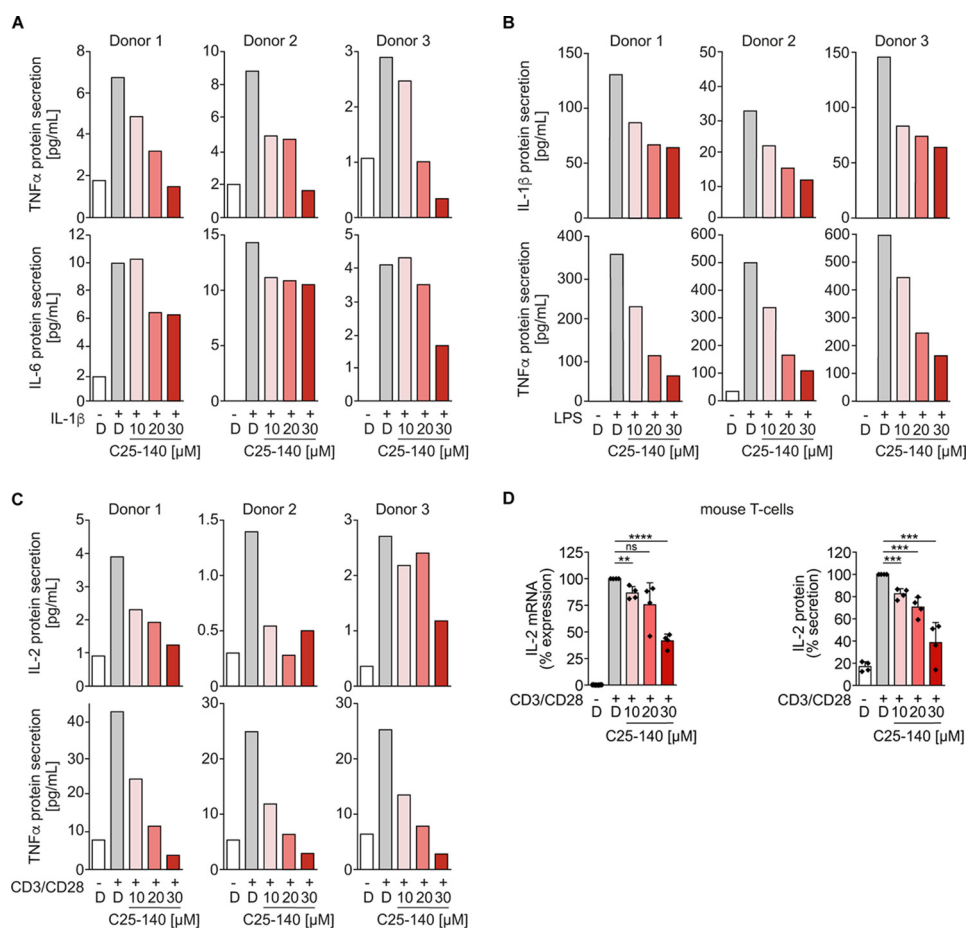 A
Donor 1 Donor 2 Donor 3
TNFα protein secretion
[pg/mL]
8
6
4
2
0
10
8
6
4
2
0
3
2
1
0
IL-6 protein secretion
[pg/mL]
12
10
8
6
4
2
0
15
10
5
0
5
4
3
2
1
0
IL-1β - + + + + - + + + + - + + + +
D D 10 20 30 D D 10 20 30 D D 10 20 30
C25-140 [µM] C25-140 [µM] C25-140 [µM]
B
Donor 1 Donor 2 Donor 3
IL-1β protein secretion
[pg/mL]
150
100
50
0
50
40
30
20
10
0
150
100
50
0
TNFα protein secretion
[pg/mL]
400
300
200
100
0
600
500
400
300
200
100
0
600
500
400
300
200
100
0
LPS - + + + + - + + + + - + + + +
D D 10 20 30 D D 10 20 30 D D 10 20 30
C25-140 [µM] C25-140 [µM] C25-140 [µM]
C
Donor 1 Donor 2 Donor 3
IL-2 protein secretion
[pg/mL]
5
4
3
2
1
0
1.5
1.0
0.5
0
3
2
1
0
TNFα protein secretion
[pg/mL]
40
30
20
10
0
30
20
10
0
30
20
10
0
CD3/CD28 - + + + + - + + + + - + + + +
D D 10 20 30 D D 10 20 30 D D 10 20 30
C25-140 [µM] C25-140 [µM] C25-140 [µM]
D
mouse T-cells
IL-2 mRNA
(% expression)
125
100
75
50
25
0
****
ns
**
CD3/CD28 - + + + +
D D 10 20 30
C25-140 [µM]
IL-2 protein
(% secretion)
120
100
80
60
40
20
0
***
***
***
CD3/CD28 - + + + +
D D 10 20 30
C25-140 [µM]